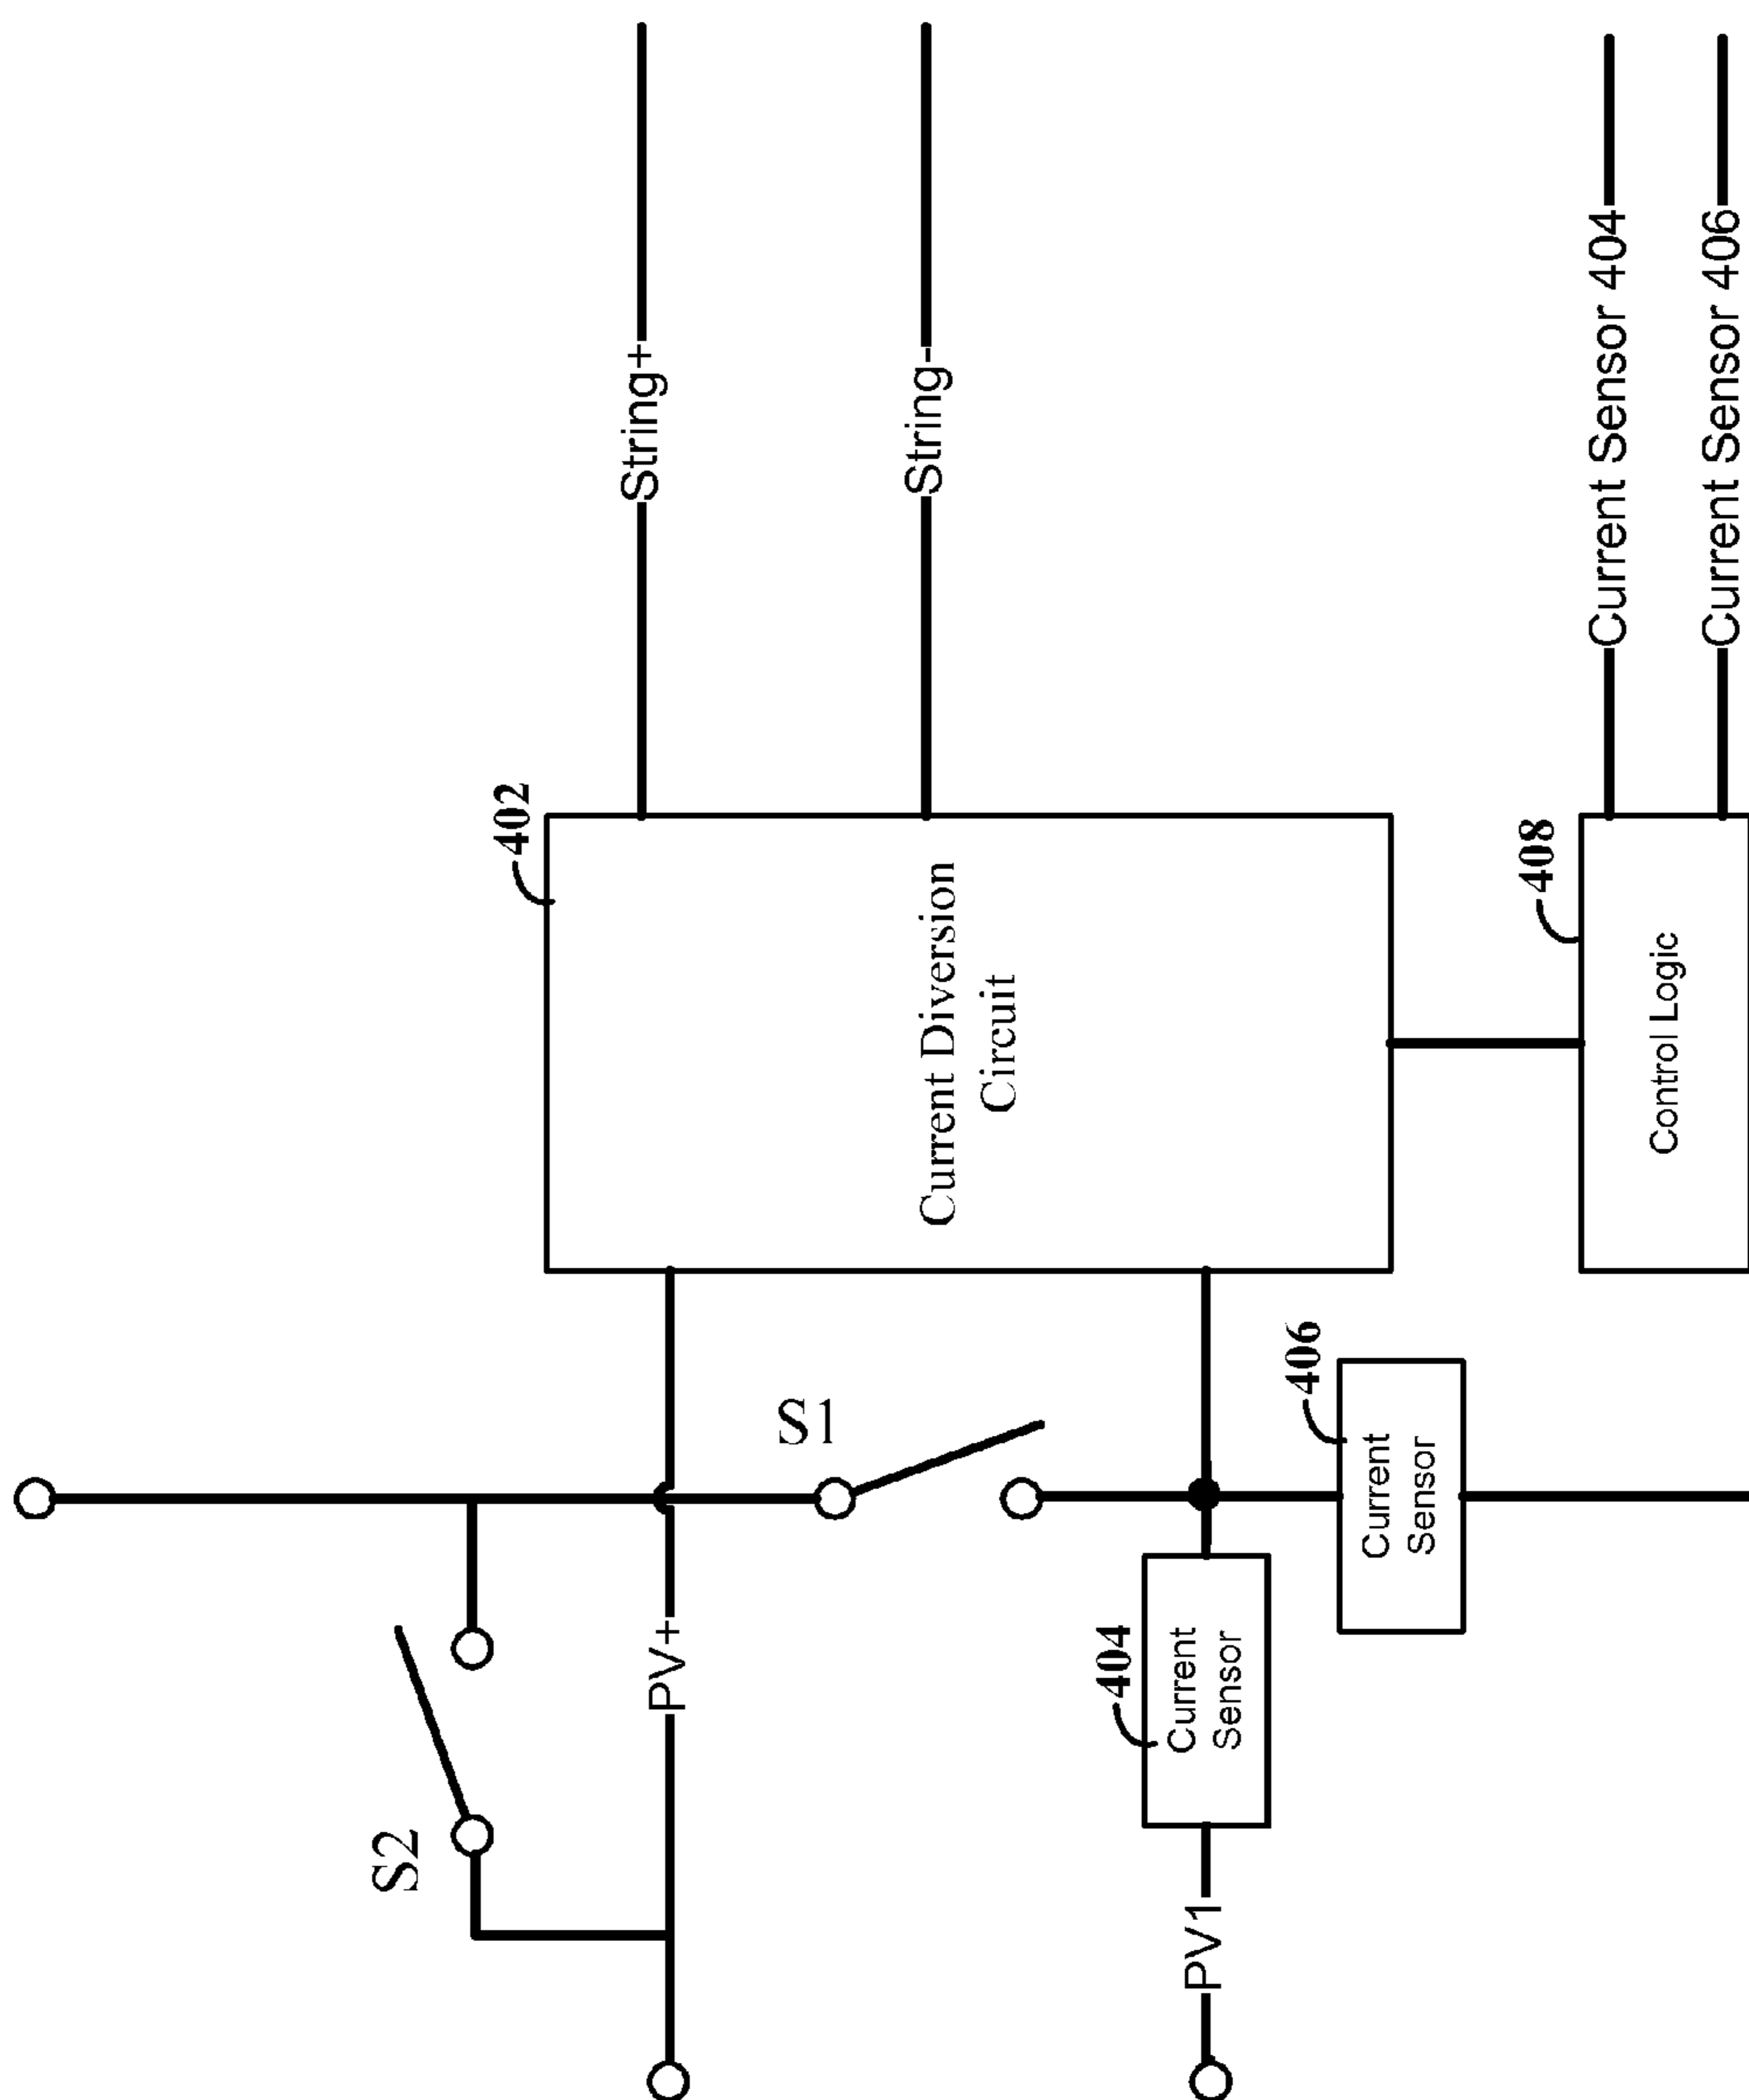 String+
String-
Current Sensor 404
Current Sensor 406
402
Current Diversion
Circuit
408
Control Logic
S1
406
Current
Sensor
S2
PV+
404
Current
Sensor
PV1